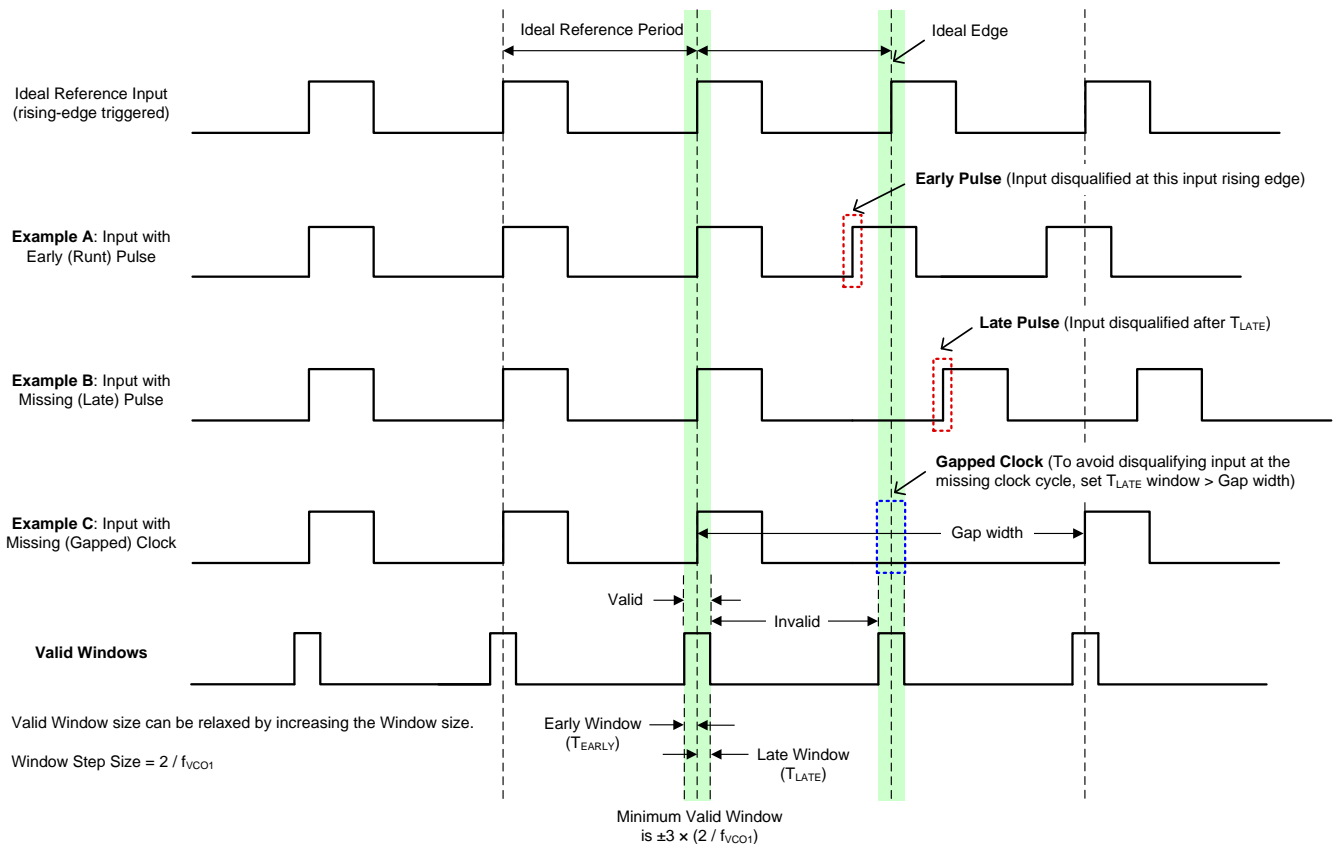 Ideal Reference Period
Ideal Edge
Ideal Reference Input
(rising-edge triggered)
Early Pulse (Input disqualified at this input rising edge)
Example A: Input with
Early (Runt) Pulse
Late Pulse (Input disqualified after TLATE)
Example B: Input with
Missing (Late) Pulse
Gapped Clock (To avoid disqualifying input at the
missing clock cycle, set TLATE window > Gap width)
Example C: Input with
Missing (Gapped) Clock
Gap width
Valid
Invalid
Valid Windows
Valid Window size can be relaxed by increasing the Window size.
Early Window
(TEARLY)
Window Step Size = 2 / fVCO1
Late Window
(TLATE)
Minimum Valid Window
is ±3 × (2 / fVCO1)